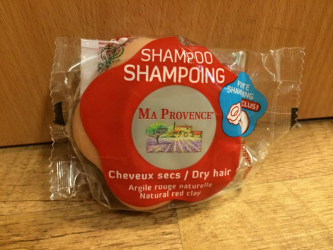 SHAMPOO
SHAMPOING
MA PROVENCE
Cheveux secs / Dry hair
Argile rouge naturelle
Natural red clay